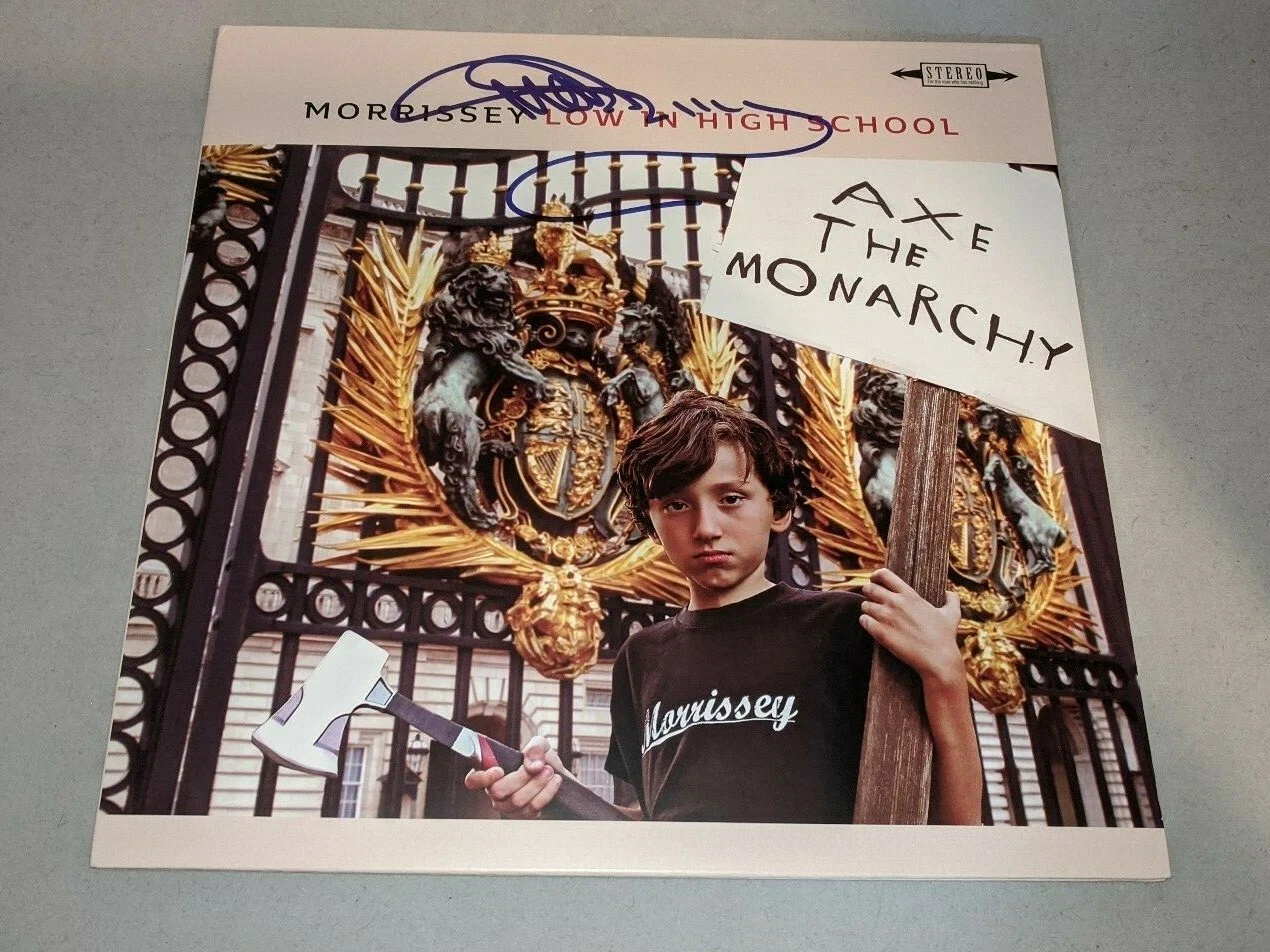 STEREO
MORRISSEY LOW IN HIGH SCHOOL
AXE
THE
MONARCHY
Morrissey